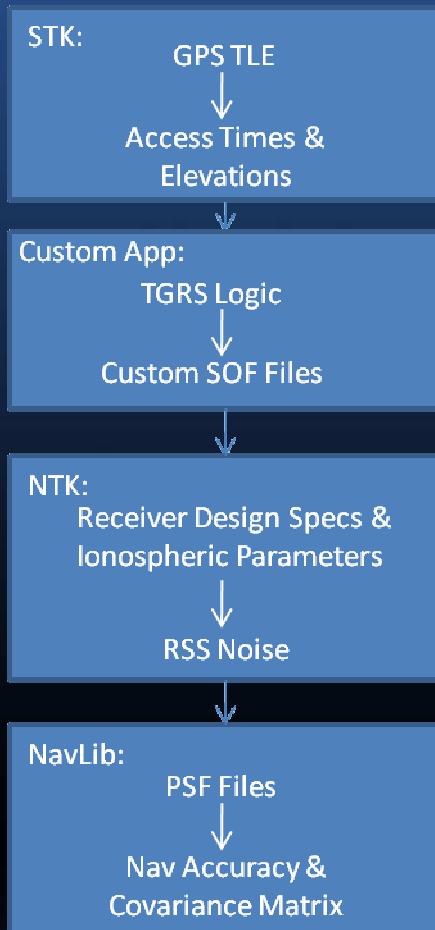 STK:
GPS TLE
Access Times &
Elevations
Custom App:
TGRS Logic
Custom SOF Files
NTK:
Receiver Design Specs &
Ionospheric Parameters
RSS Noise
NavLib:
PSF Files
Nav Accuracy &
Covariance Matrix